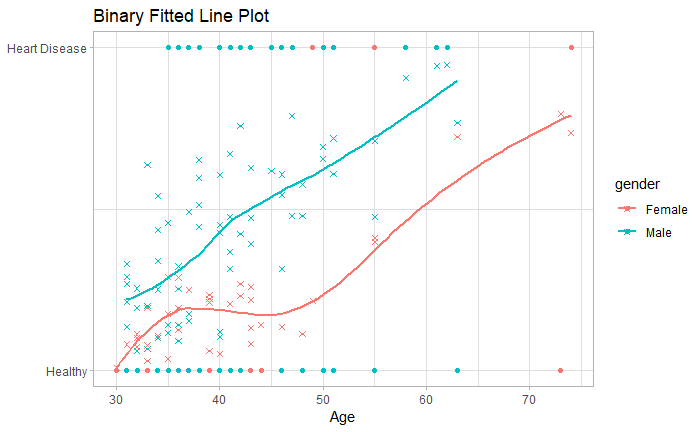 Binary Fitted Line Plot
Heart Disease
Healthy
30
40
50
60
70
Age
gender
Female
Male